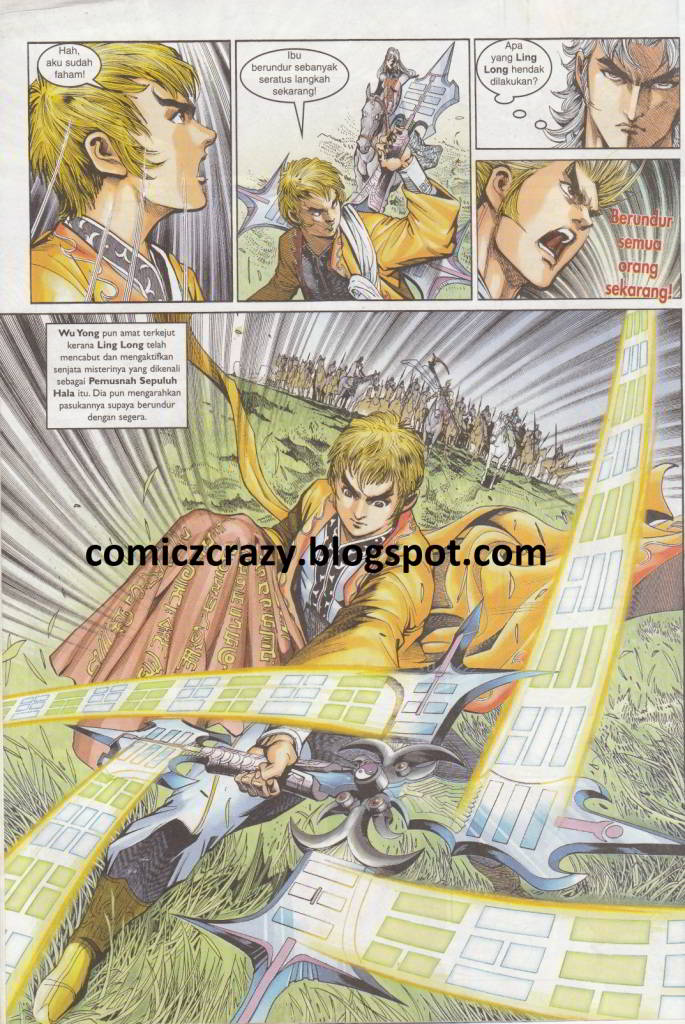 Hah,
aku sudah
faham!
Ibu
berundur sebanyak
seratus langkah
sekarang!
Apa
yang Ling
Long hendak
dilakukan?
Berundur
semua
orang
sekarang!
Wu Yong pun amat terkejut
kerana Ling Long telah
mencabut dan mengaktifkan
senjata misterinya yang dikenali
sebagai Pemusnah Sepuluh
Hala itu. Dia pun mengarahkan
pasukannya supaya berundur
dengan segera.
comiczcrazy.blogspot.com